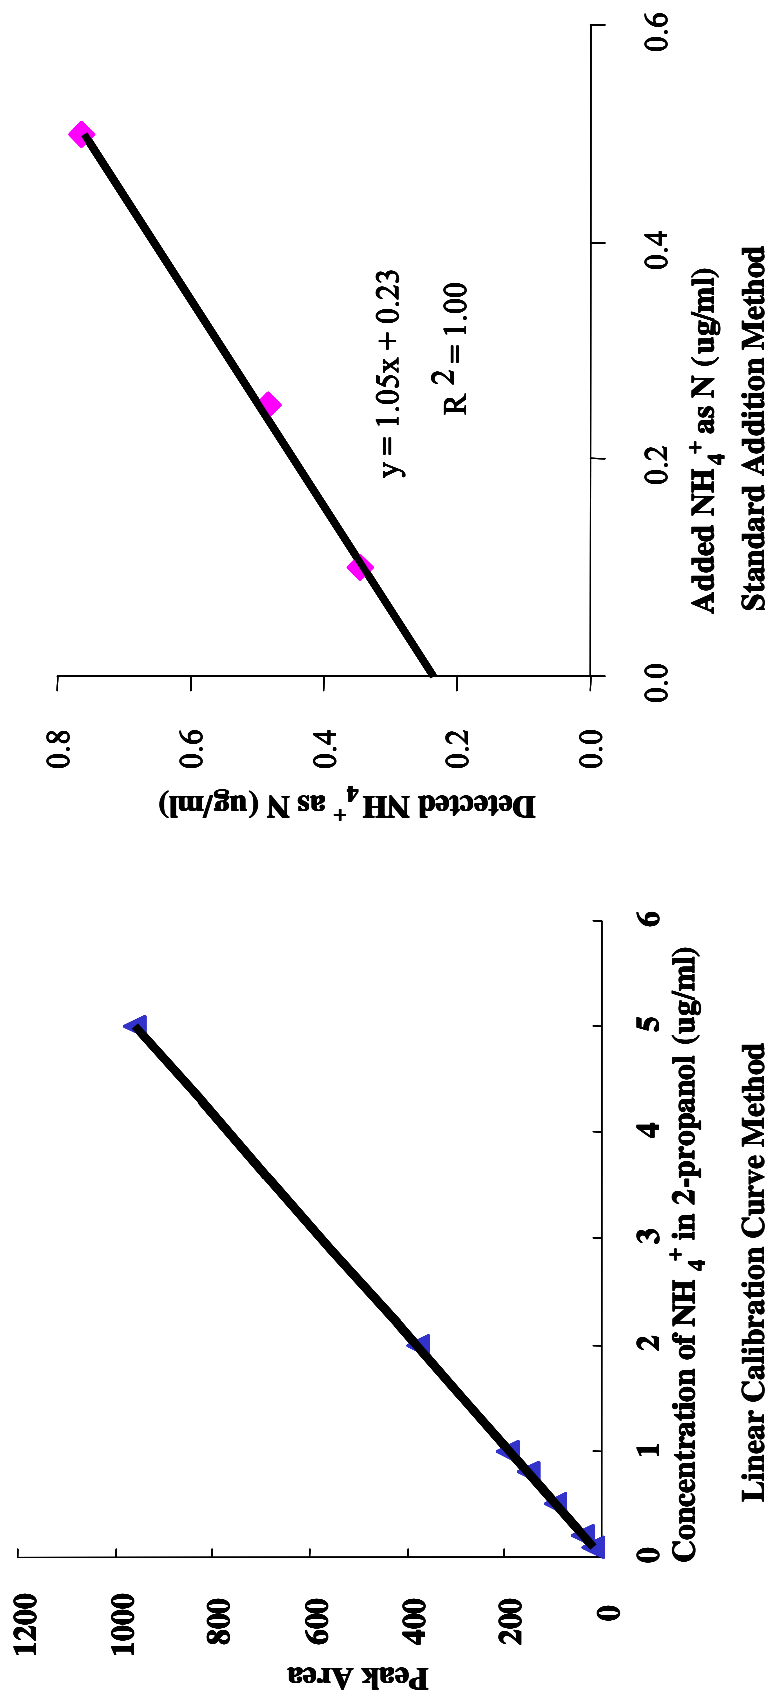 1200
1000
800
600
400
200
0
Peak Area
0 1 2 3 4 5 6
Concentration of NH4+ in 2-propanol (ug/ml)
Linear Calibration Curve Method
0.8
0.6
0.4
0.2
0.0
Detected NH4+ as N (ug/ml)
y = 1.05x + 0.23
R2 = 1.00
0.0 0.2 0.4 0.6
Added NH4+ as N (ug/ml)
Standard Addition Method